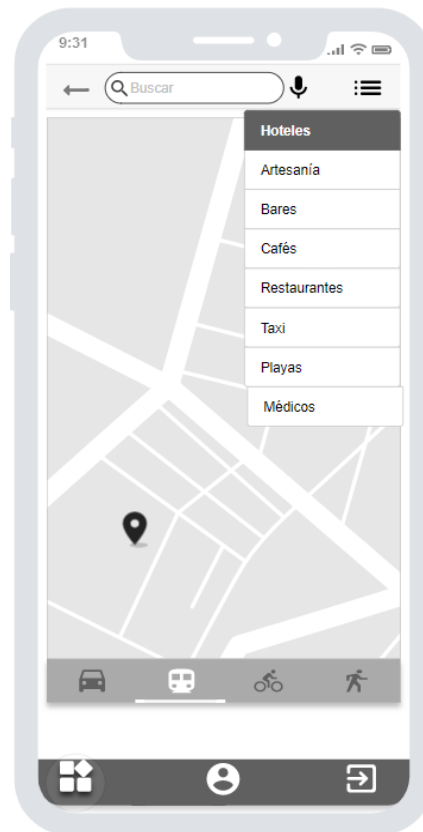 9:31
Buscar
Hoteles
Artesanía
Bares
Cafés
Restaurantes
Taxi
Playas
Médicos